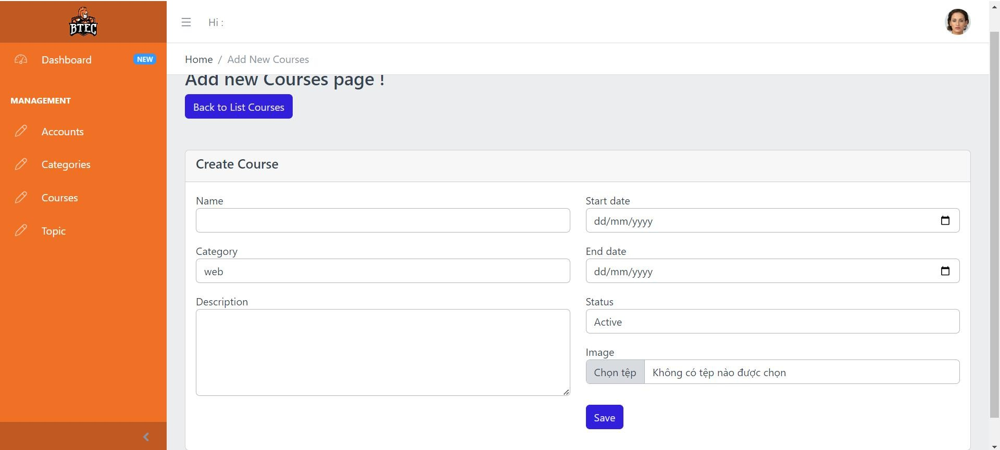 BTEC
Hi :
Dashboard NEW
MANAGEMENT
Accounts
Categories
Courses
Topic
Home / Add New Courses
Add new Courses page !
Back to List Courses
Create Course
Name
Start date
dd/mm/yyyy
Category
web
End date
dd/mm/yyyy
Description
Status
Active
Image
Chọn tệp Không có tệp nào được chọn
Save